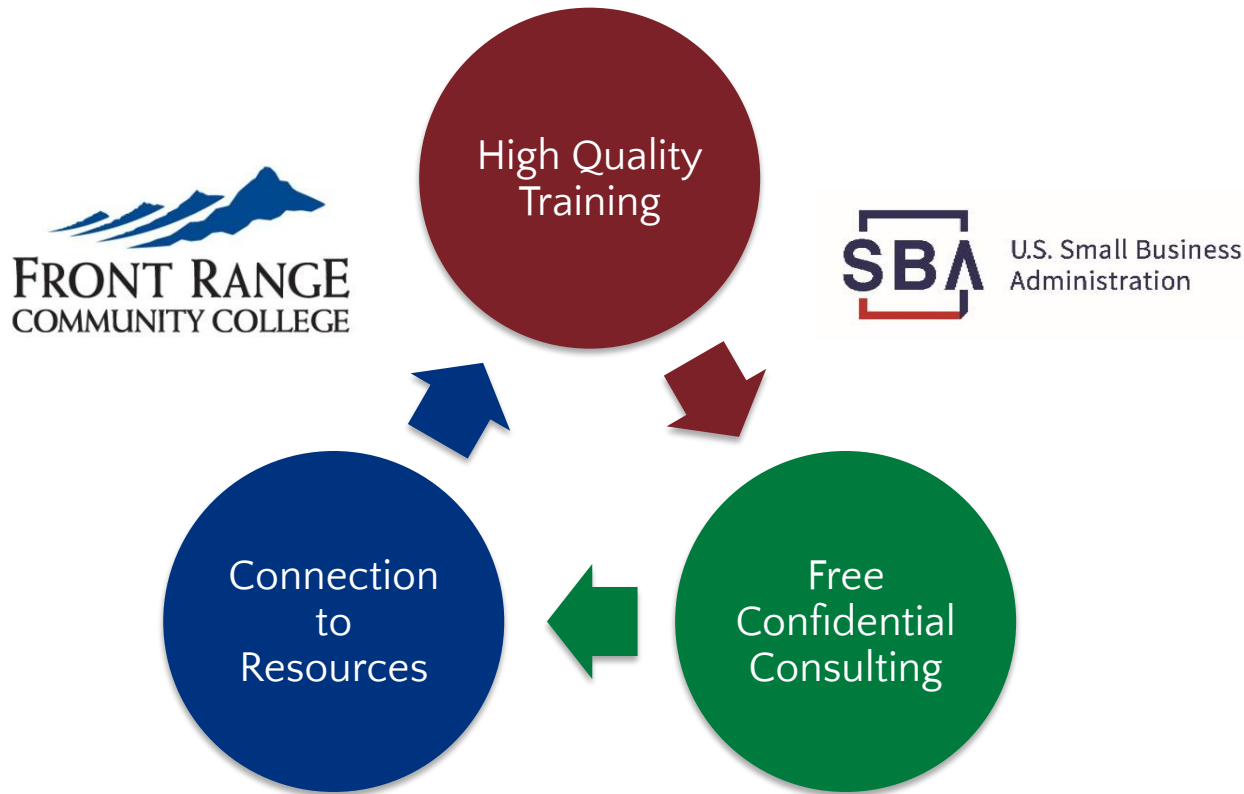 High Quality
Training
FRONT RANGE
COMMUNITY COLLEGE
SBA
U.S. Small Business
Administration
Connection
to
Resources
Free
Confidential
Consulting